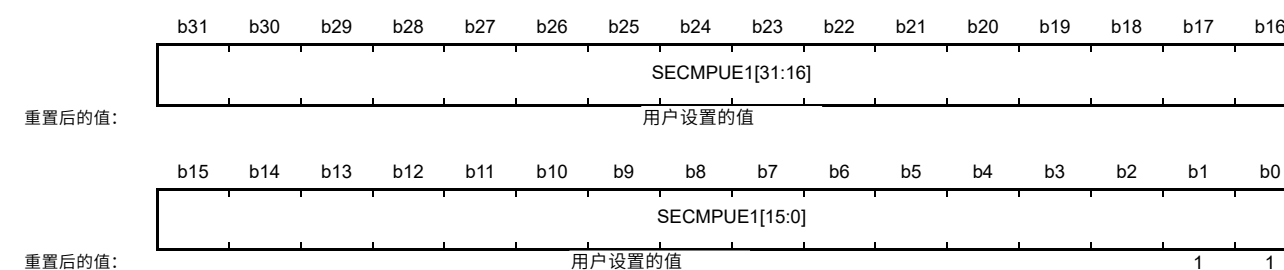 b31 b30 b29 b28 b27 b26 b25 b24 b23 b22 b21 b20 b19 b18 b17 b16
SECMPUE1[31:16]
重置后的值： 用户设置的值
b15 b14 b13 b12 b11 b10 b9 b8 b7 b6 b5 b4 b3 b2 b1 b0
SECMPUE1[15:0]
重置后的值： 用户设置的值 1 1